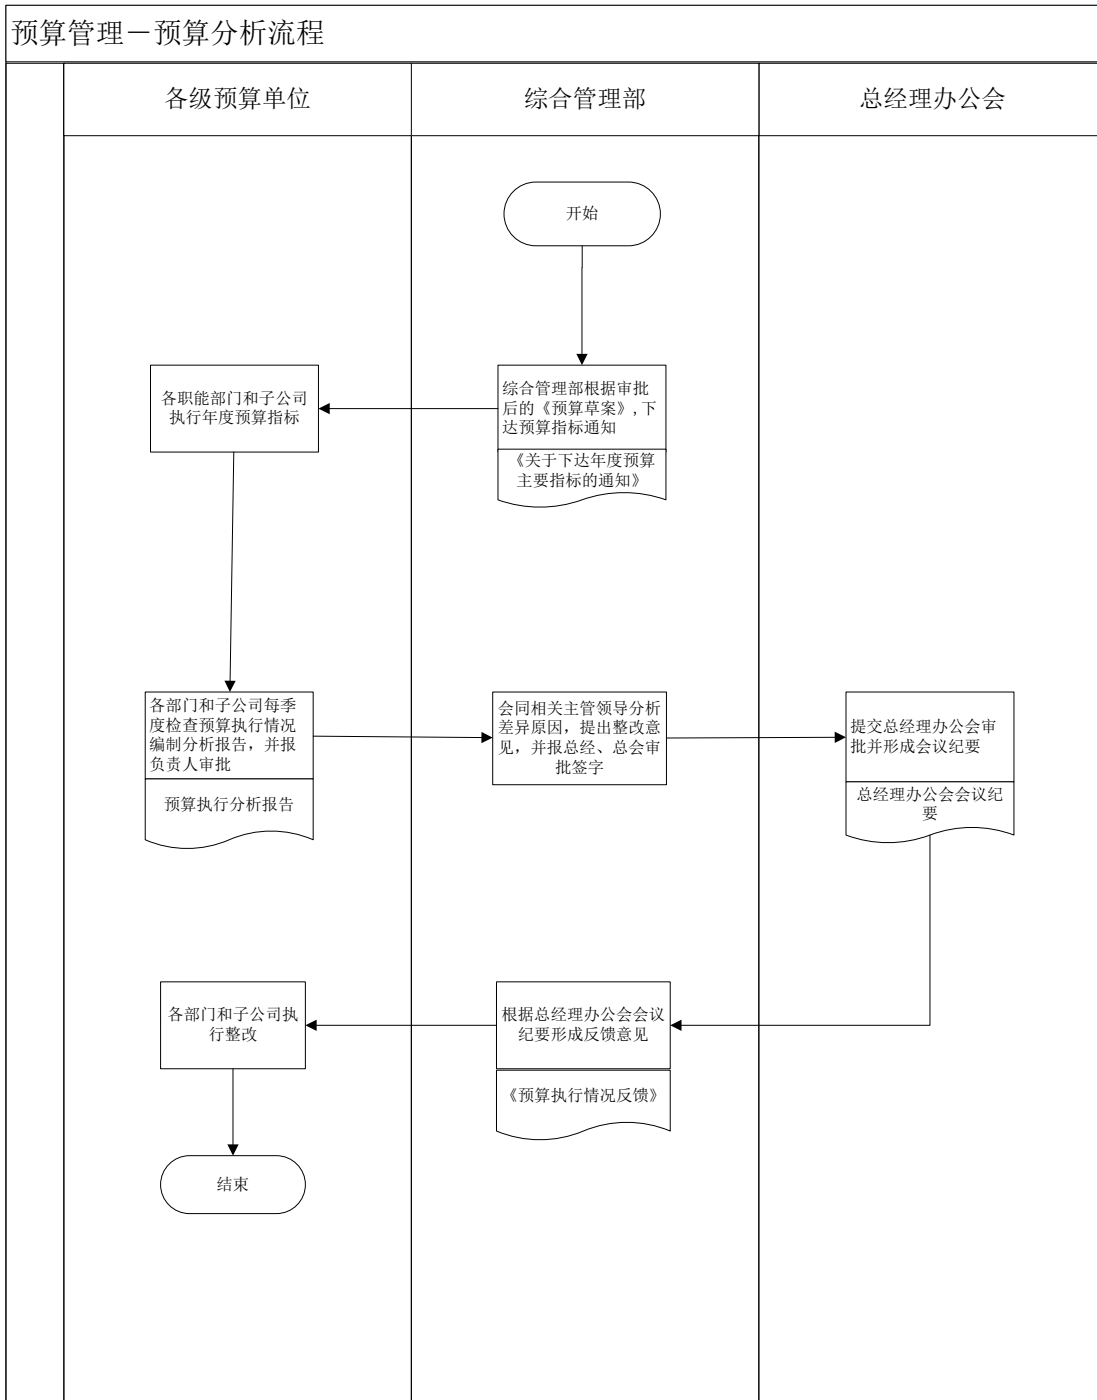 预算管理－预算分析流程
各级预算单位
综合管理部
总经理办公会
开始
综合管理部根据审批
后的《预算草案》,下
达预算指标通知
《关于下达年度预算
主要指标的通知》
各职能部门和子公司
执行年度预算指标
各部门和子公司每季
度检查预算执行情况
编制分析报告，并报
负责人审批
预算执行分析报告
会同相关主管领导分析
差异原因，提出整改意
见，并报总经、总会审
批签字
提交总经理办公会审
批并形成会议纪要
总经理办公会会议纪
要
根据总经理办公会会议
纪要形成反馈意见
《预算执行情况反馈》
各部门和子公司执
行整改
结束